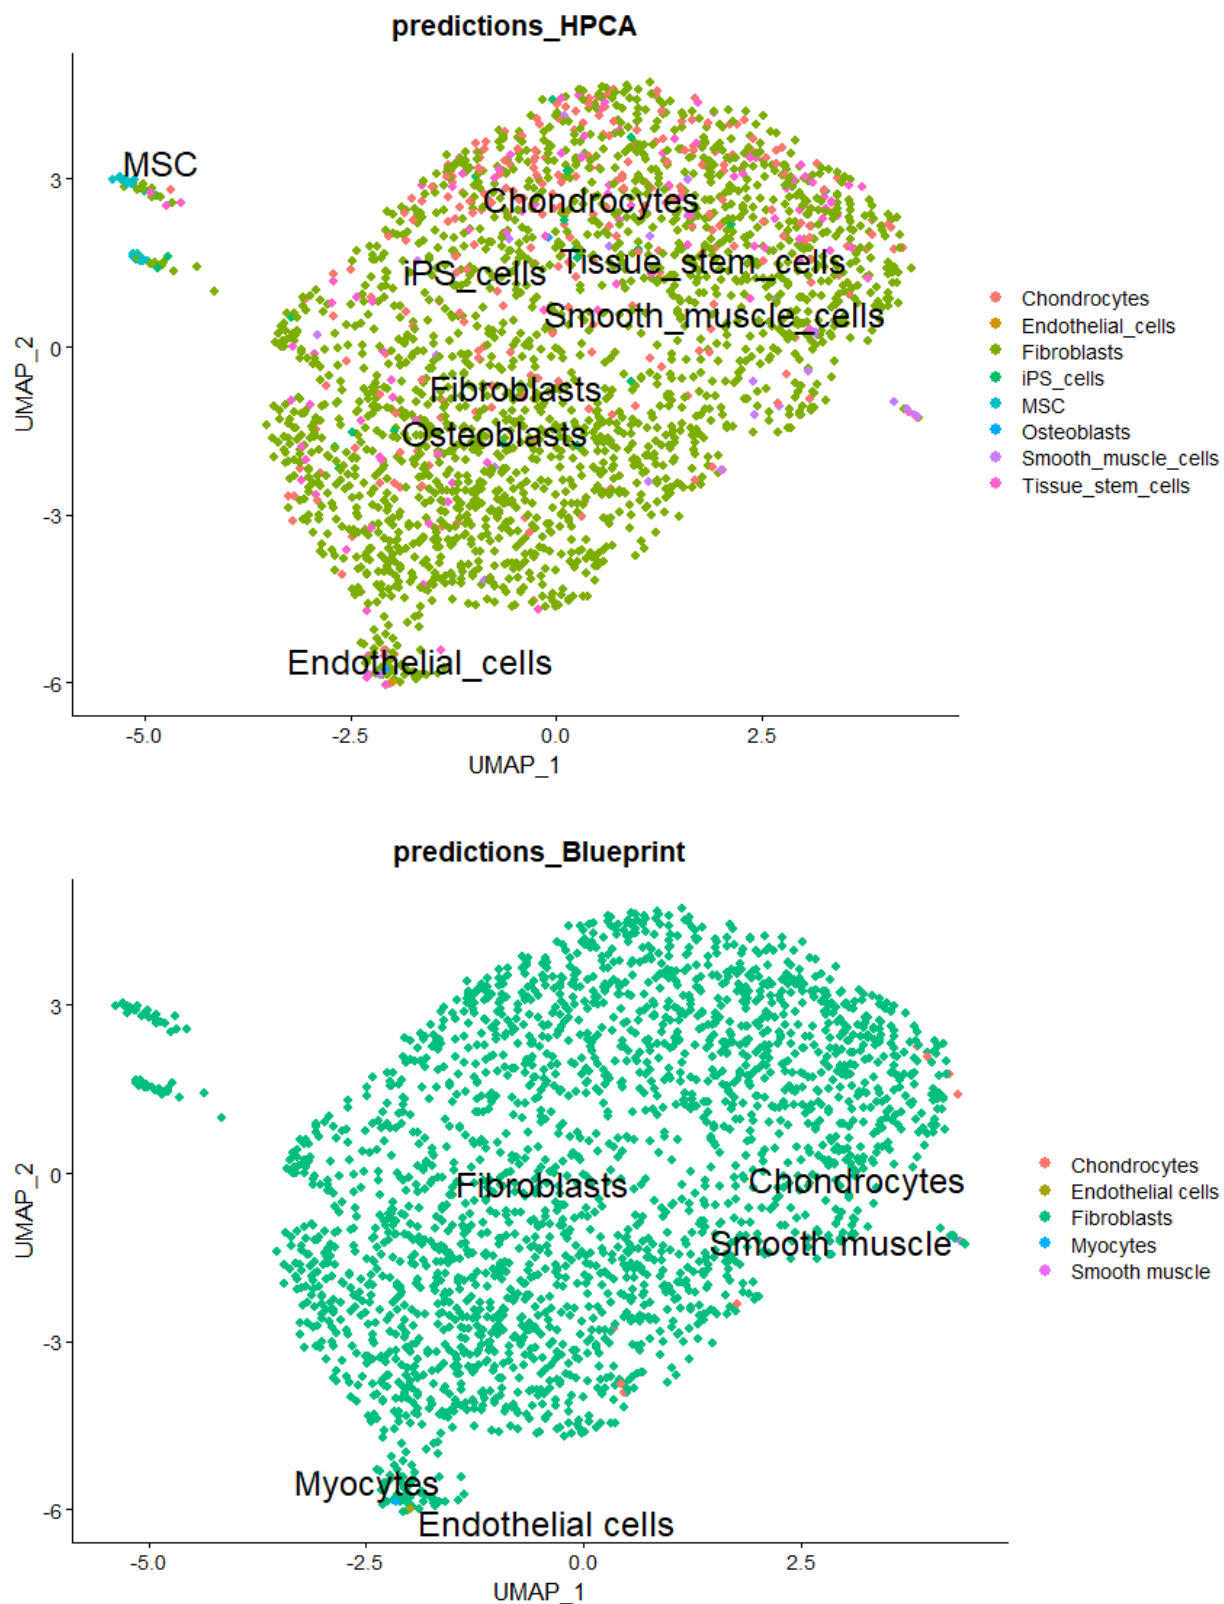 predictions_HPCA
MSC
Chondrocytes
Tissue_stem_cells
iPS_cells
Smooth_muscle_cells
Fibroblasts
Osteoblasts
Endothelial_cells
3
0
-3
-6
UMAP_2
-5.0
-2.5
0.0
2.5
UMAP_1
Chondrocytes
Endothelial_cells
Fibroblasts
iPS_cells
MSC
Osteoblasts
Smooth_muscle_cells
Tissue_stem_cells
predictions_Blueprint
Fibroblasts
Chondrocytes
Smooth muscle
Myocytes
Endothelial cells
3
0
-3
-6
UMAP_2
-5.0
-2.5
0.0
2.5
UMAP_1
Chondrocytes
Endothelial cells
Fibroblasts
Myocytes
Smooth muscle